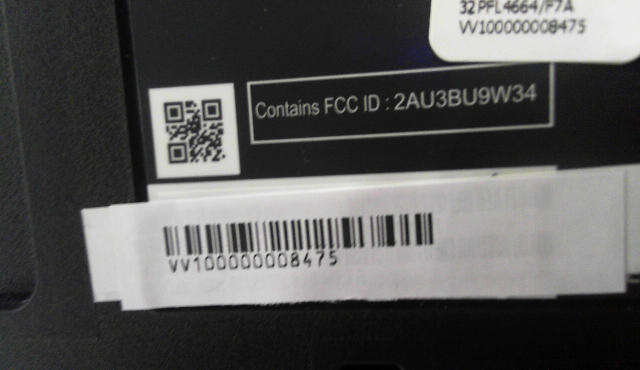 32PFL4664/F7A
VV100000008475
Contains FCC ID : 2AU3BU9W34
VV100000008475